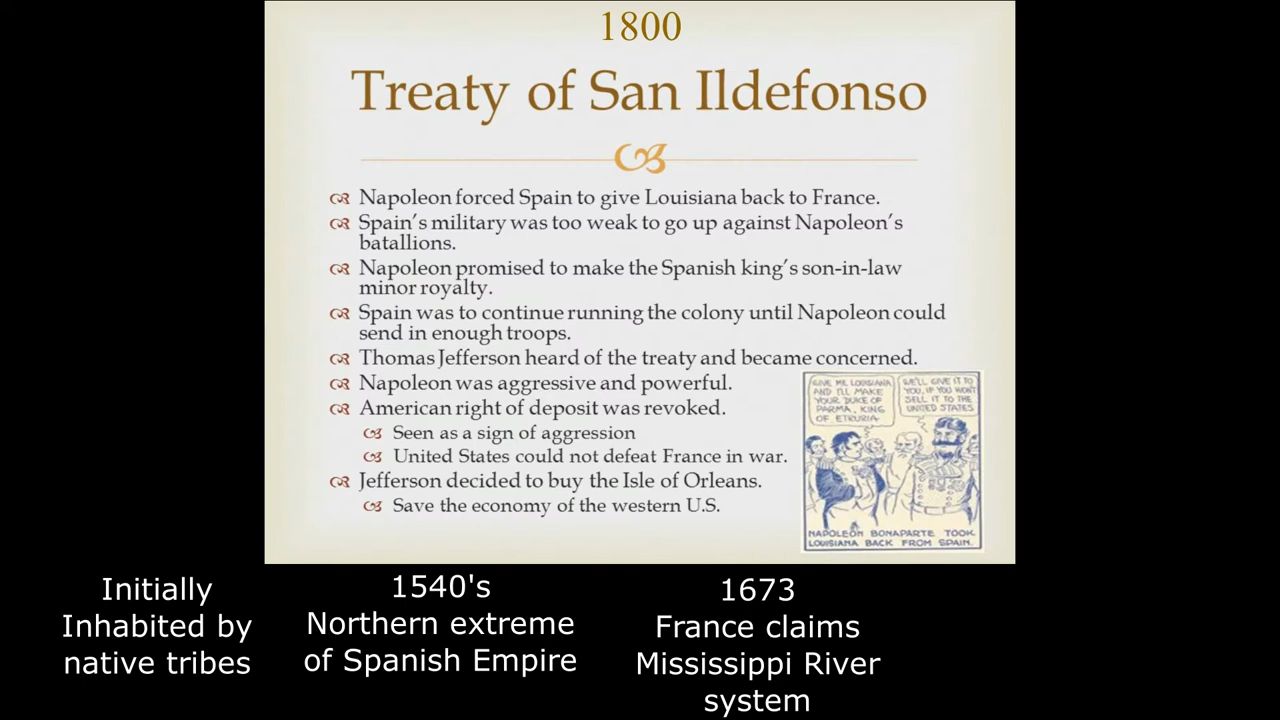 1800
Treaty of San Ildefonso
Napoleon forced Spain to give Louisiana back to France.
Spain's military was too weak to go up against Napoleon's
batallions.
Napoleon promised to make the Spanish king's son-in-law
minor royalty.
Spain was to continue running the colony until Napoleon could
send in enough troops.
Thomas Jefferson heard of the treaty and became concerned.
Napoleon was aggressive and powerful.
American right of deposit was revoked.
Seen as a sign of aggression
United States could not defeat France in war.
Jefferson decided to buy the Isle of Orleans.
Save the economy of the western U.S.
GIVE ME LOUISIANA
AND I'LL MAKE
YOUR DUKE OF
PARMA, KING
OF ETRURIA.
WE'LL GIVE IT TO
YOU, IF YOU WON'T
SELL IT TO THE
UNITED STATES
NAPOLEON BONAPARTE TOOK
LOUISIANA BACK FROM SPAIN.
Initially
Inhabited by
native tribes
1540's
Northern extreme
of Spanish Empire
1673
France claims
Mississippi River
system